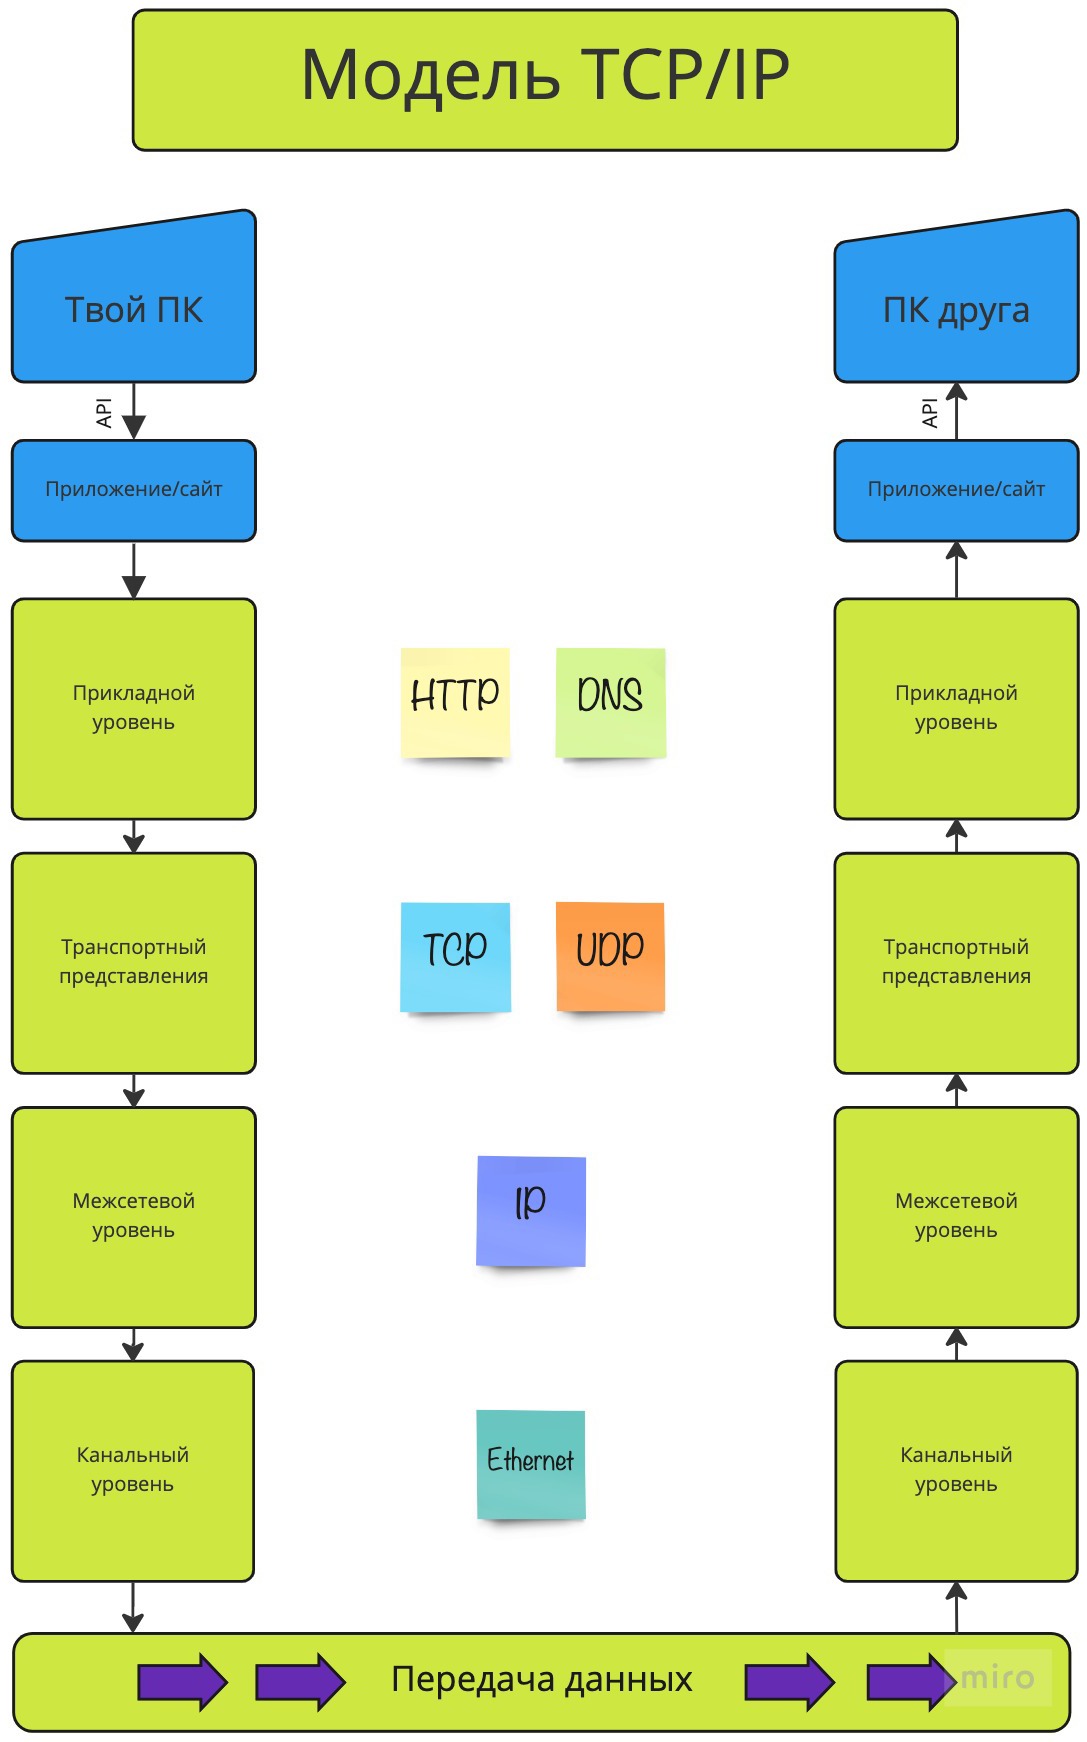 Модель TCP/IP
Твой ПК
ПК друга
API
API
Приложение/сайт
Приложение/сайт
Прикладной
уровень
HTTP
DNS
Прикладной
уровень
Транспортный
представления
TCP
UDP
Транспортный
представления
Межсетевой
уровень
IP
Межсетевой
уровень
Канальный
уровень
Ethernet
Канальный
уровень
Передача данных
miro